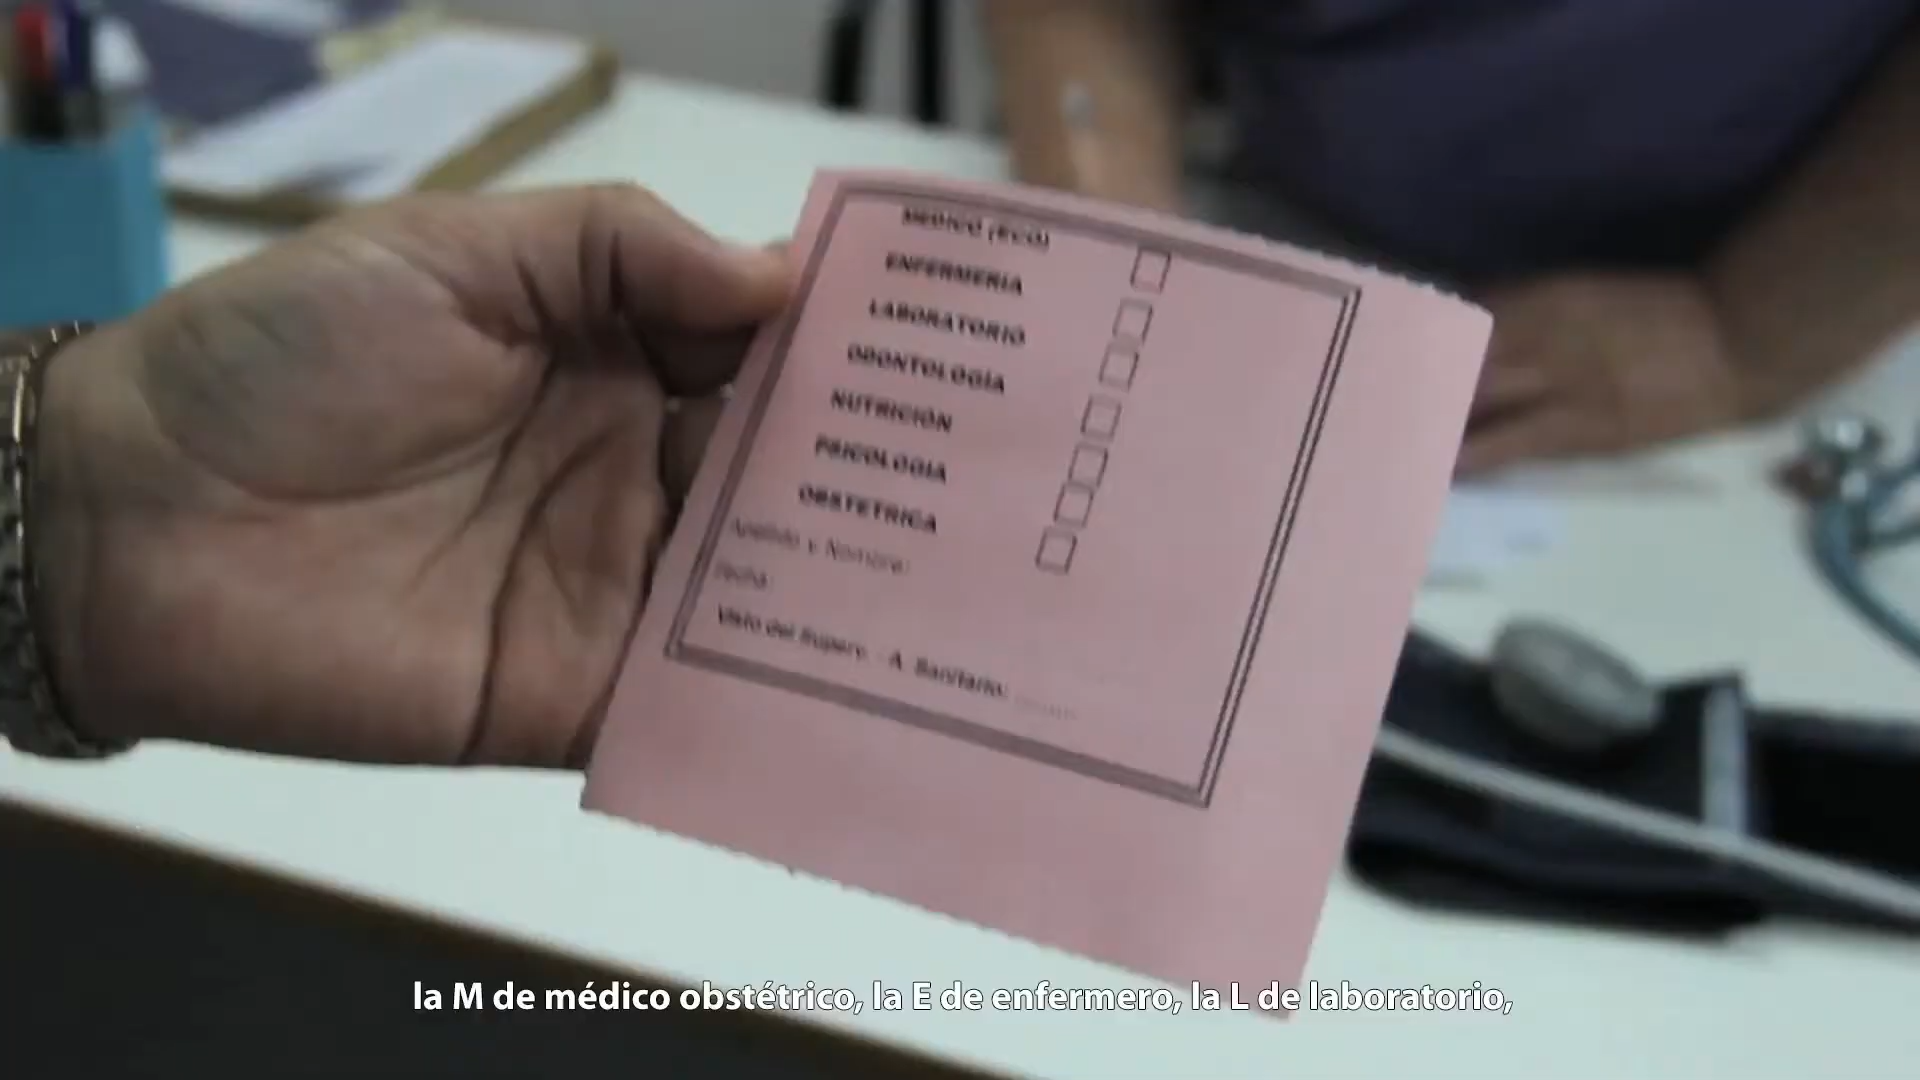 MÉDICO (ECO)
ENFERMERIA
LABORATORIO
ODONTOLOGÍA
NUTRICIÓN
PSICOLOGIA
OBSTETRICA
Apellido y Nombre:
Fecha:
Visto del Superv. - A. Sanitario:
la M de médico obstétrico, la E de enfermero, la L de laboratorio,